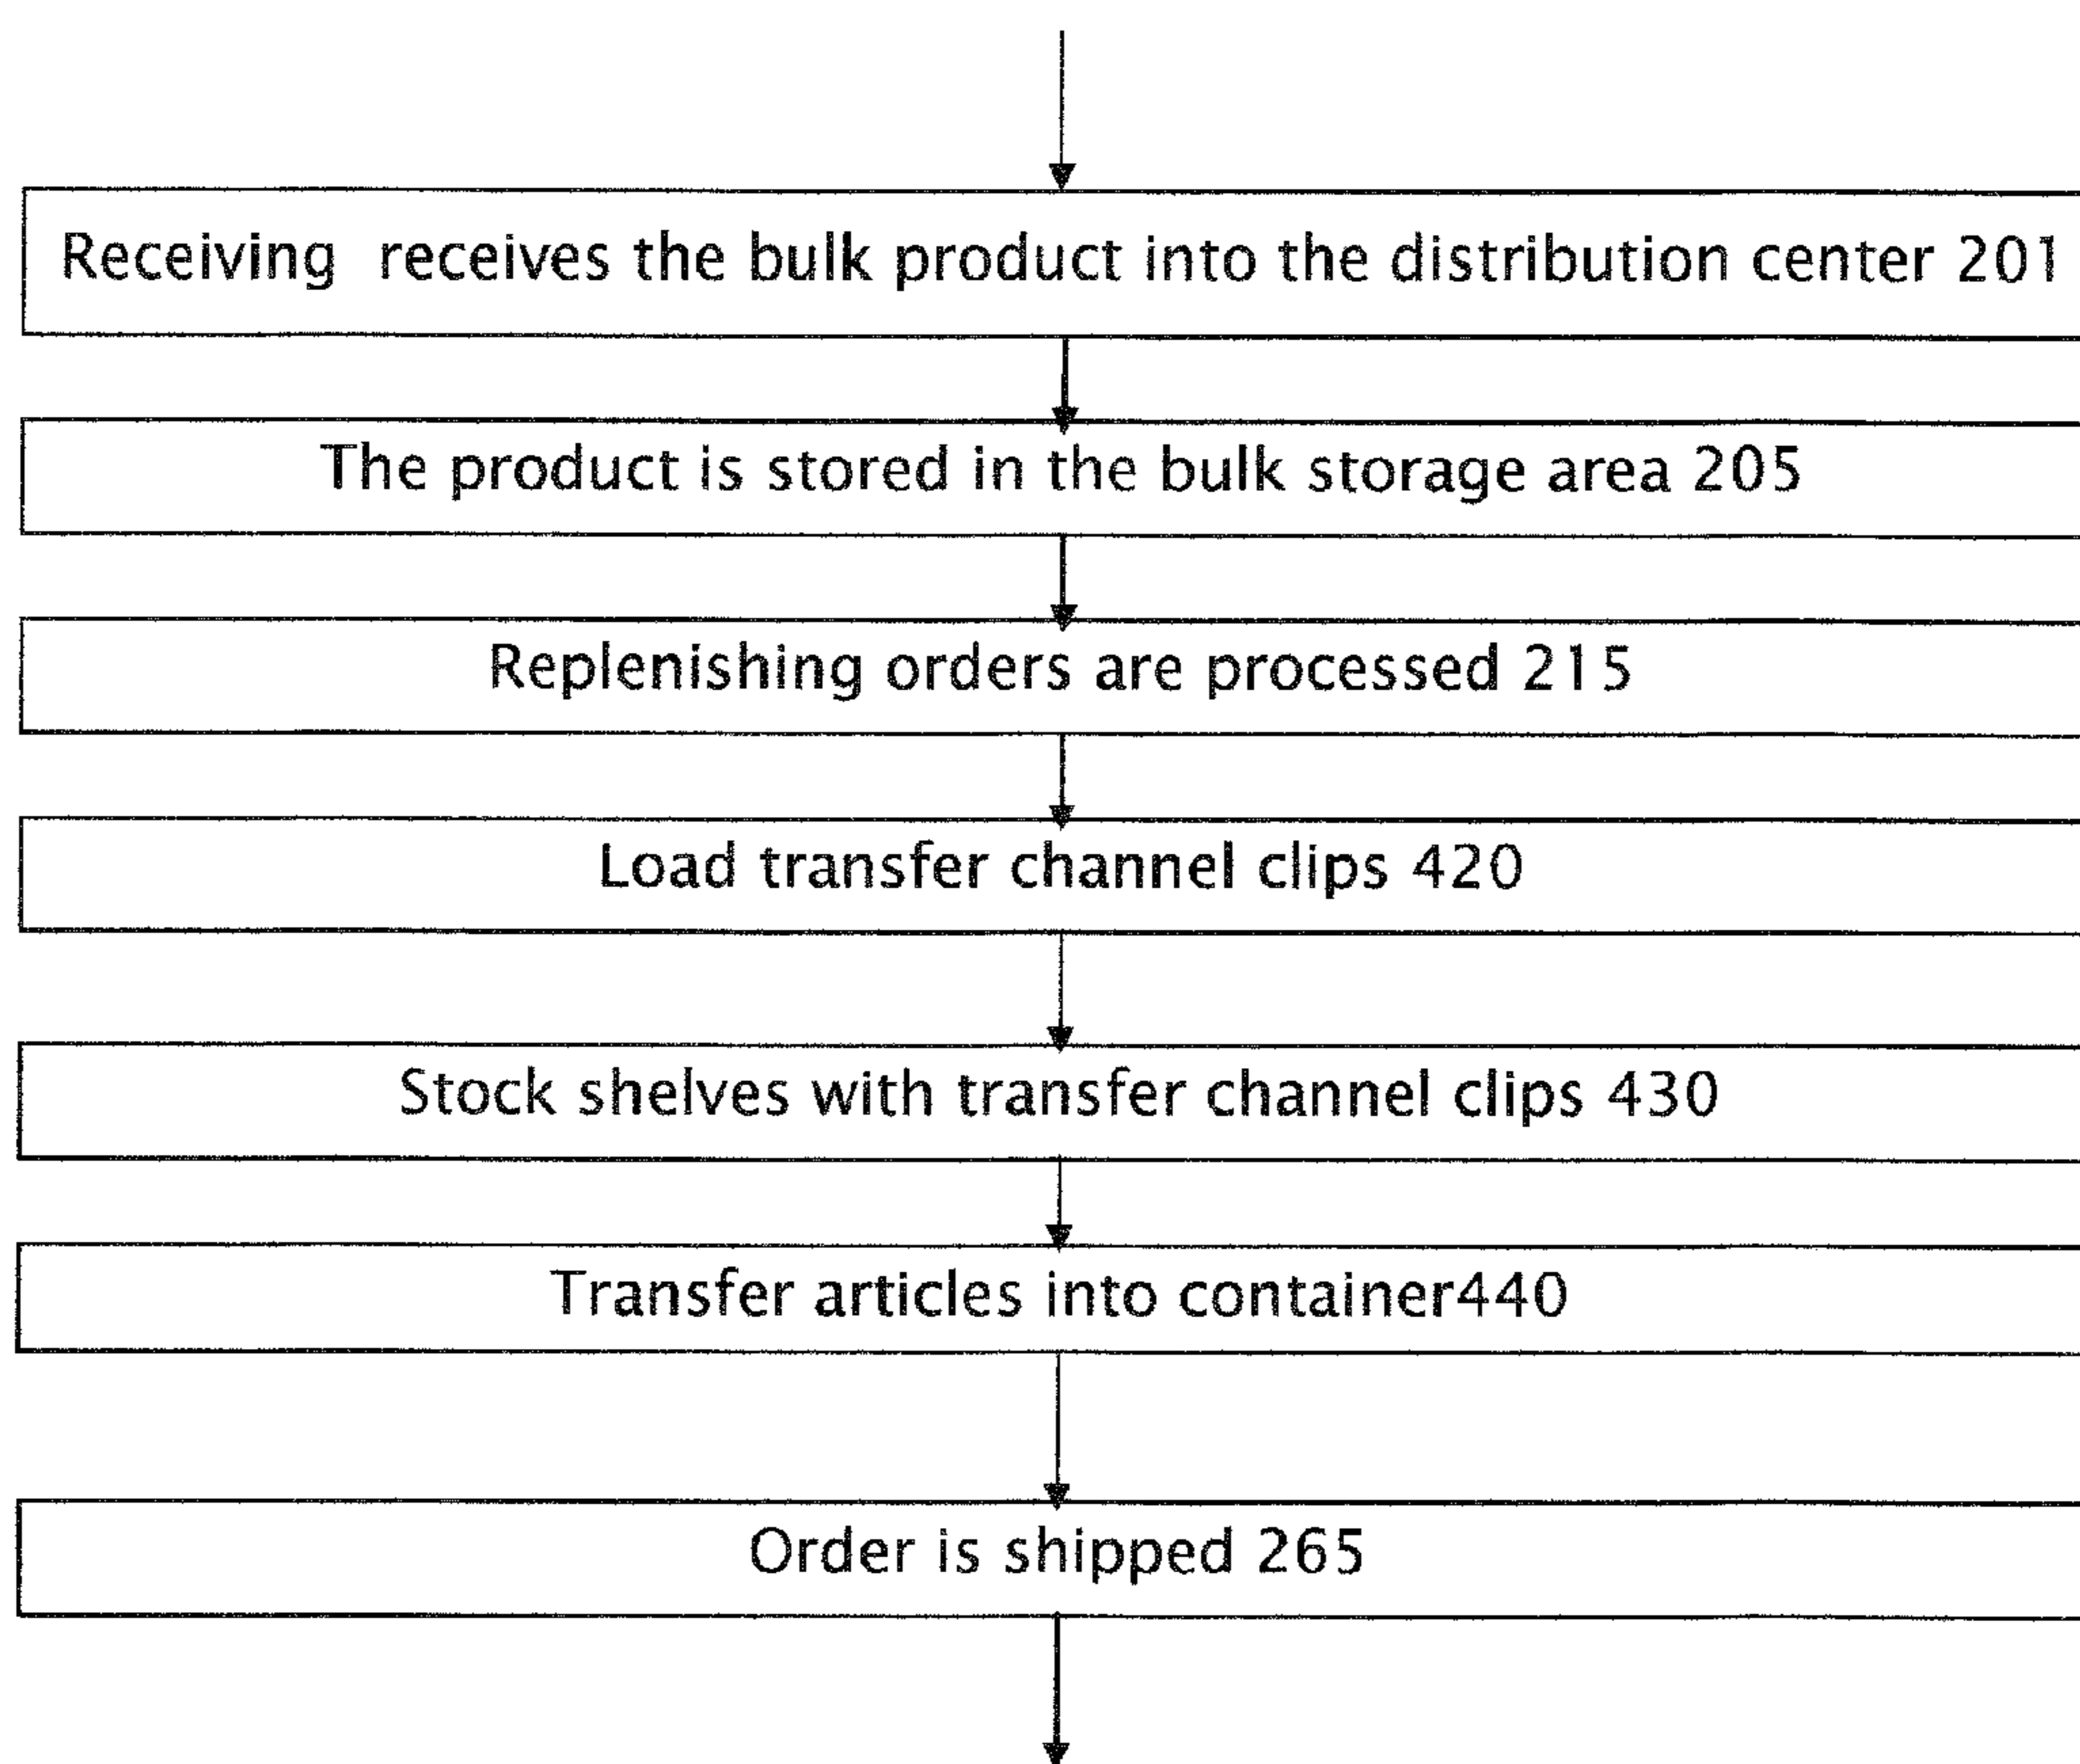 Receiving receives the bulk product into the distribution center 201
The product is stored in the bulk storage area 205
Replenishing orders are processed 215
Load transfer channel clips 420
Stock shelves with transfer channel clips 430
Transfer articles into container440
Order is shipped 265